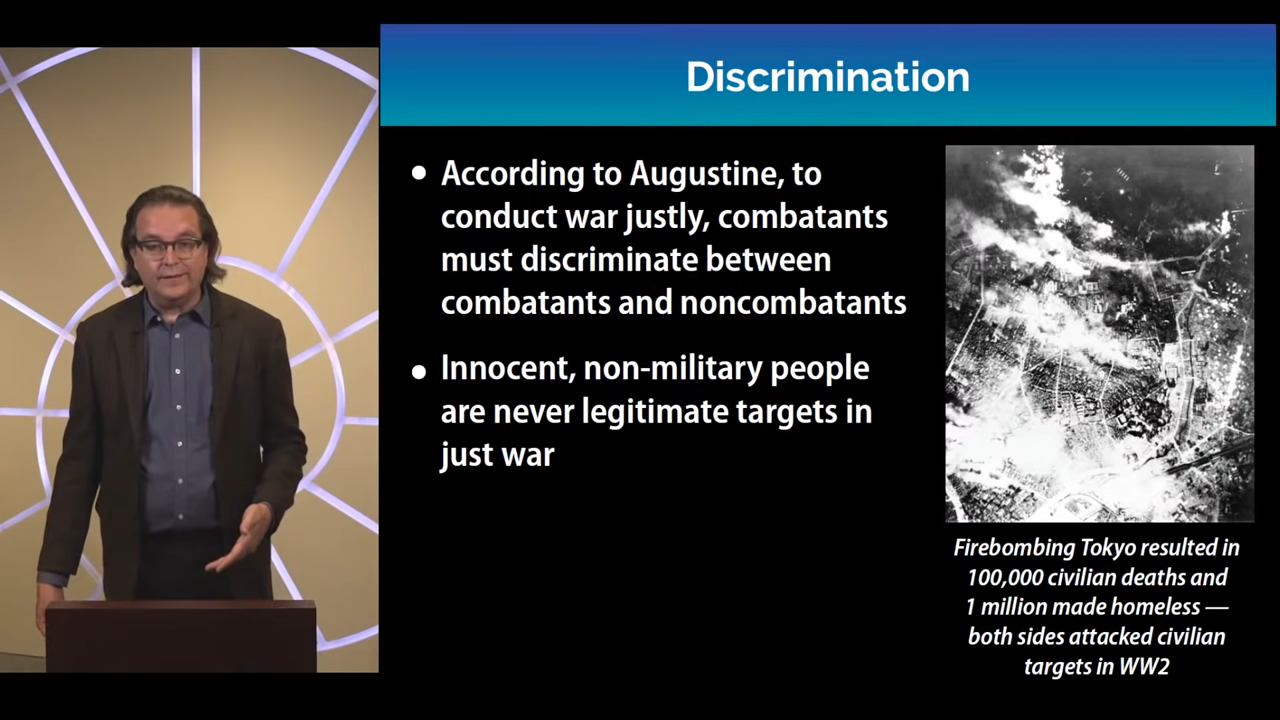 Discrimination
• According to Augustine, to
conduct war justly, combatants
must discriminate between
combatants and noncombatants
• Innocent, non-military people
are never legitimate targets in
just war
Firebombing Tokyo resulted in
100,000 civilian deaths and
1 million made homeless —
both sides attacked civilian
targets in WW2